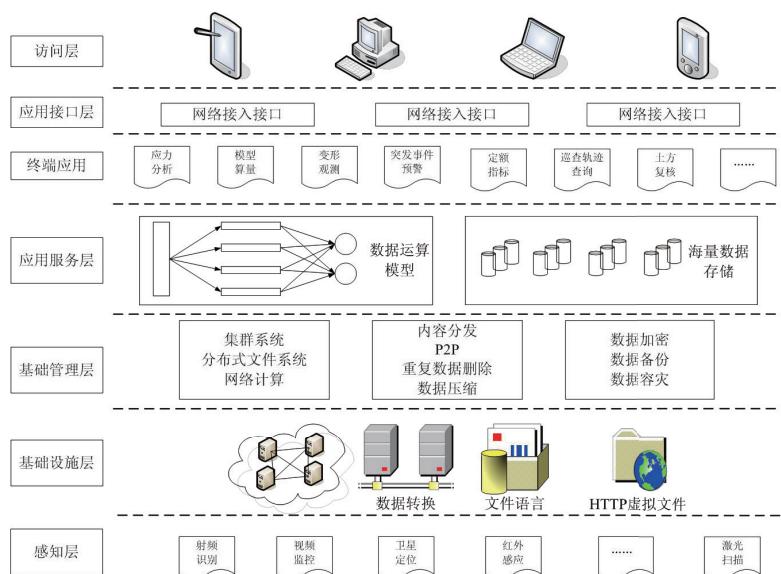 访问层
应用接口层
网络接入接口
网络接入接口
网络接入接口
终端应用
应力
分析
模型
算量
变形
观测
突发事件
预警
定额
指标
巡查轨迹
查询
土方
复核
......
应用服务层
数据运算
模型
海量数据
存储
基础管理层
集群系统
分布式文件系统
网络计算
内容分发
P2P
重复数据删除
数据压缩
数据加密
数据备份
数据容灾
基础设施层
数据转换
文件语言
HTTP虚拟文件
感知层
射频
识别
视频
监控
卫星
定位
红外
感应
......
激光
扫描